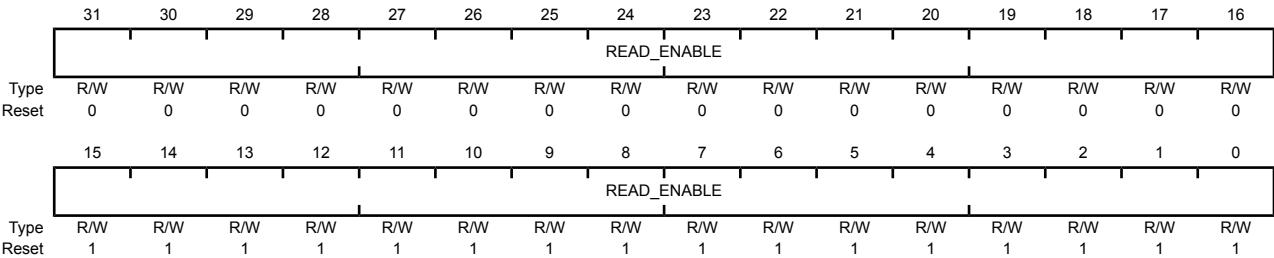 31 30 29 28 27 26 25 24 23 22 21 20 19 18 17 16
READ_ENABLE
Type R/W R/W R/W R/W R/W R/W R/W R/W R/W R/W R/W R/W R/W R/W R/W R/W
Reset 0 0 0 0 0 0 0 0 0 0 0 0 0 0 0 0
15 14 13 12 11 10 9 8 7 6 5 4 3 2 1 0
READ_ENABLE
Type R/W R/W R/W R/W R/W R/W R/W R/W R/W R/W R/W R/W R/W R/W R/W R/W
Reset 1 1 1 1 1 1 1 1 1 1 1 1 1 1 1 1